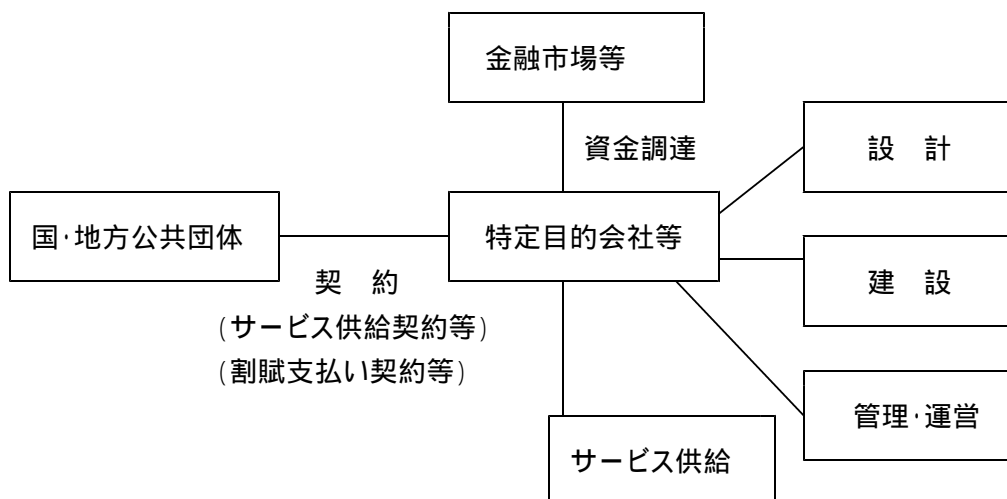 金融市場等
資金調達
設　計
国・地方公共団体
特定目的会社等
契　約
(サービス供給契約等)
(割賦支払い契約等)
建　設
管理・運営
サービス供給